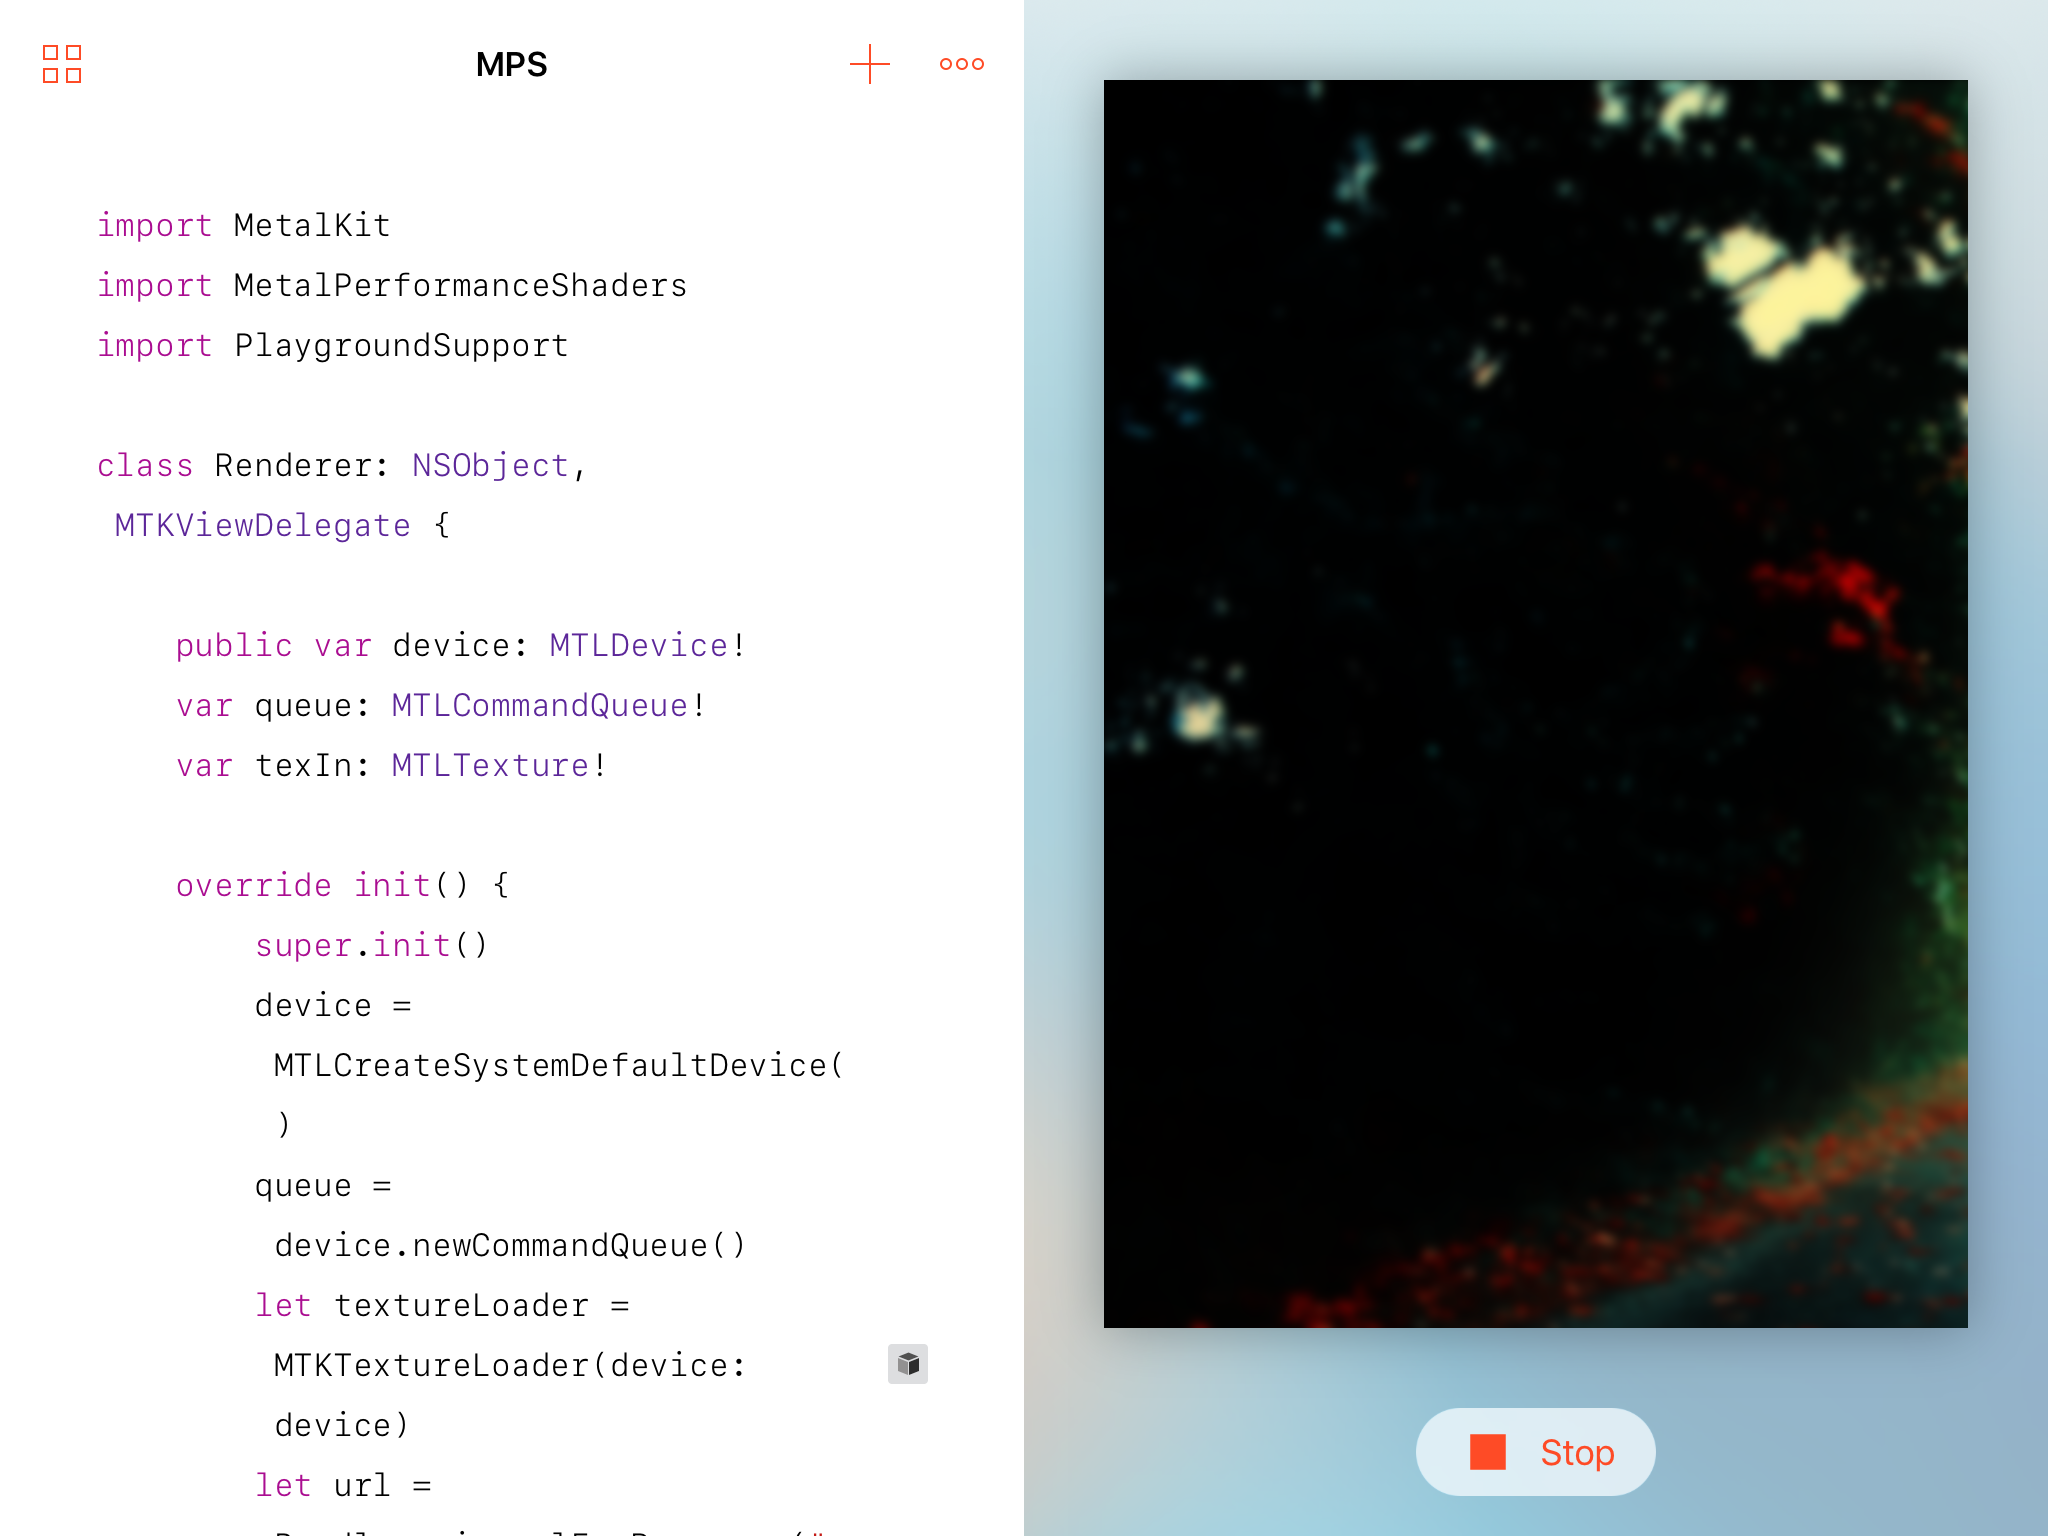 MPS
import MetalKit
import MetalPerformanceShaders
import PlaygroundSupport
class Renderer: NSObject,
MTKViewDelegate {
public var device: MTLDevice!
var queue: MTLCommandQueue!
var texIn: MTLTexture!
override init() {
super.init()
device =
MTLCreateSystemDefaultDevice(
)
queue =
device.newCommandQueue()
let textureLoader =
MTKTextureLoader(device:
device)
let url =
Stop